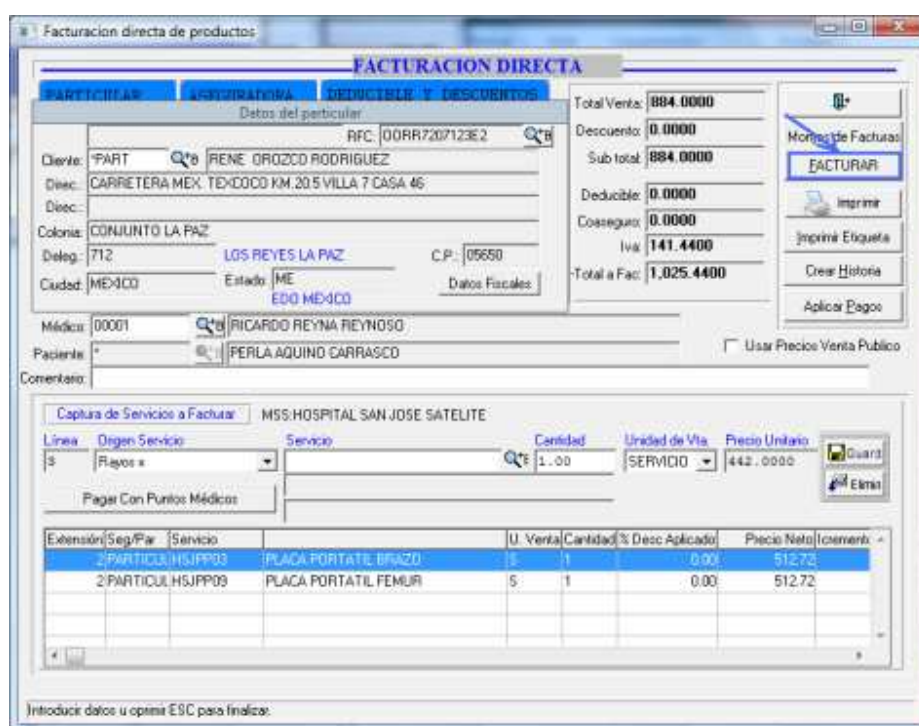 Facturacion directa de productos
FACTURACION DIRECTA
PARTICULAR ASEGURADORA DEDUCIBLE Y DESCUENTOS
Datos del particular
RFC: OORR7207123E2
Cliente: *PART RENE OROZCO RODRIGUEZ
Direc.: CARRETERA MEX. TEXCOCO KM.20.5 VILLA 7 CASA 46
Direc.:
Colonia: CONJUNTO LA PAZ
Deleg.: 712 LOS REYES LA PAZ C.P.: 05650
Ciudad: MEXICO Estado: ME Datos Fiscales
EDO MEXICO
Total Venta: 884.0000
Descuento: 0.0000
Sub total: 884.0000
Deducible: 0.0000
Coaseguro: 0.0000
Iva: 141.4400
Total a Fac: 1,025.4400
de Facturas
FACTURAR
Imprimir
Imprimir Etiqueta
Crear Historia
Aplicar Pagos
Médico: 00001 RICARDO REYNA REYNOSO
Paciente: * PERLA AQUINO CARRASCO
Usar Precios Venta Publico
Comentario:
Captura de Servicios a Facturar MSS:HOSPITAL SAN JOSE SATELITE
Línea Origen Servicio Servicio Cantidad Unidad de Vta. Precio Unitario
S Rayos x 1.00 SERVICIO 442.0000
Guard
Elimin
Pagar Con Puntos Médicos
Extensión Seg/Par Servicio U. Venta Cantidad % Desc Aplicado Precio Neto Icrement
2 PARTICUL HSJPP03 PLACA PORTATIL BRAZO S 1 0.00 512.72
2 PARTICUL HSJPP09 PLACA PORTATIL FEMUR S 1 0.00 512.72
Introducir datos u oprimir ESC para finalizar.